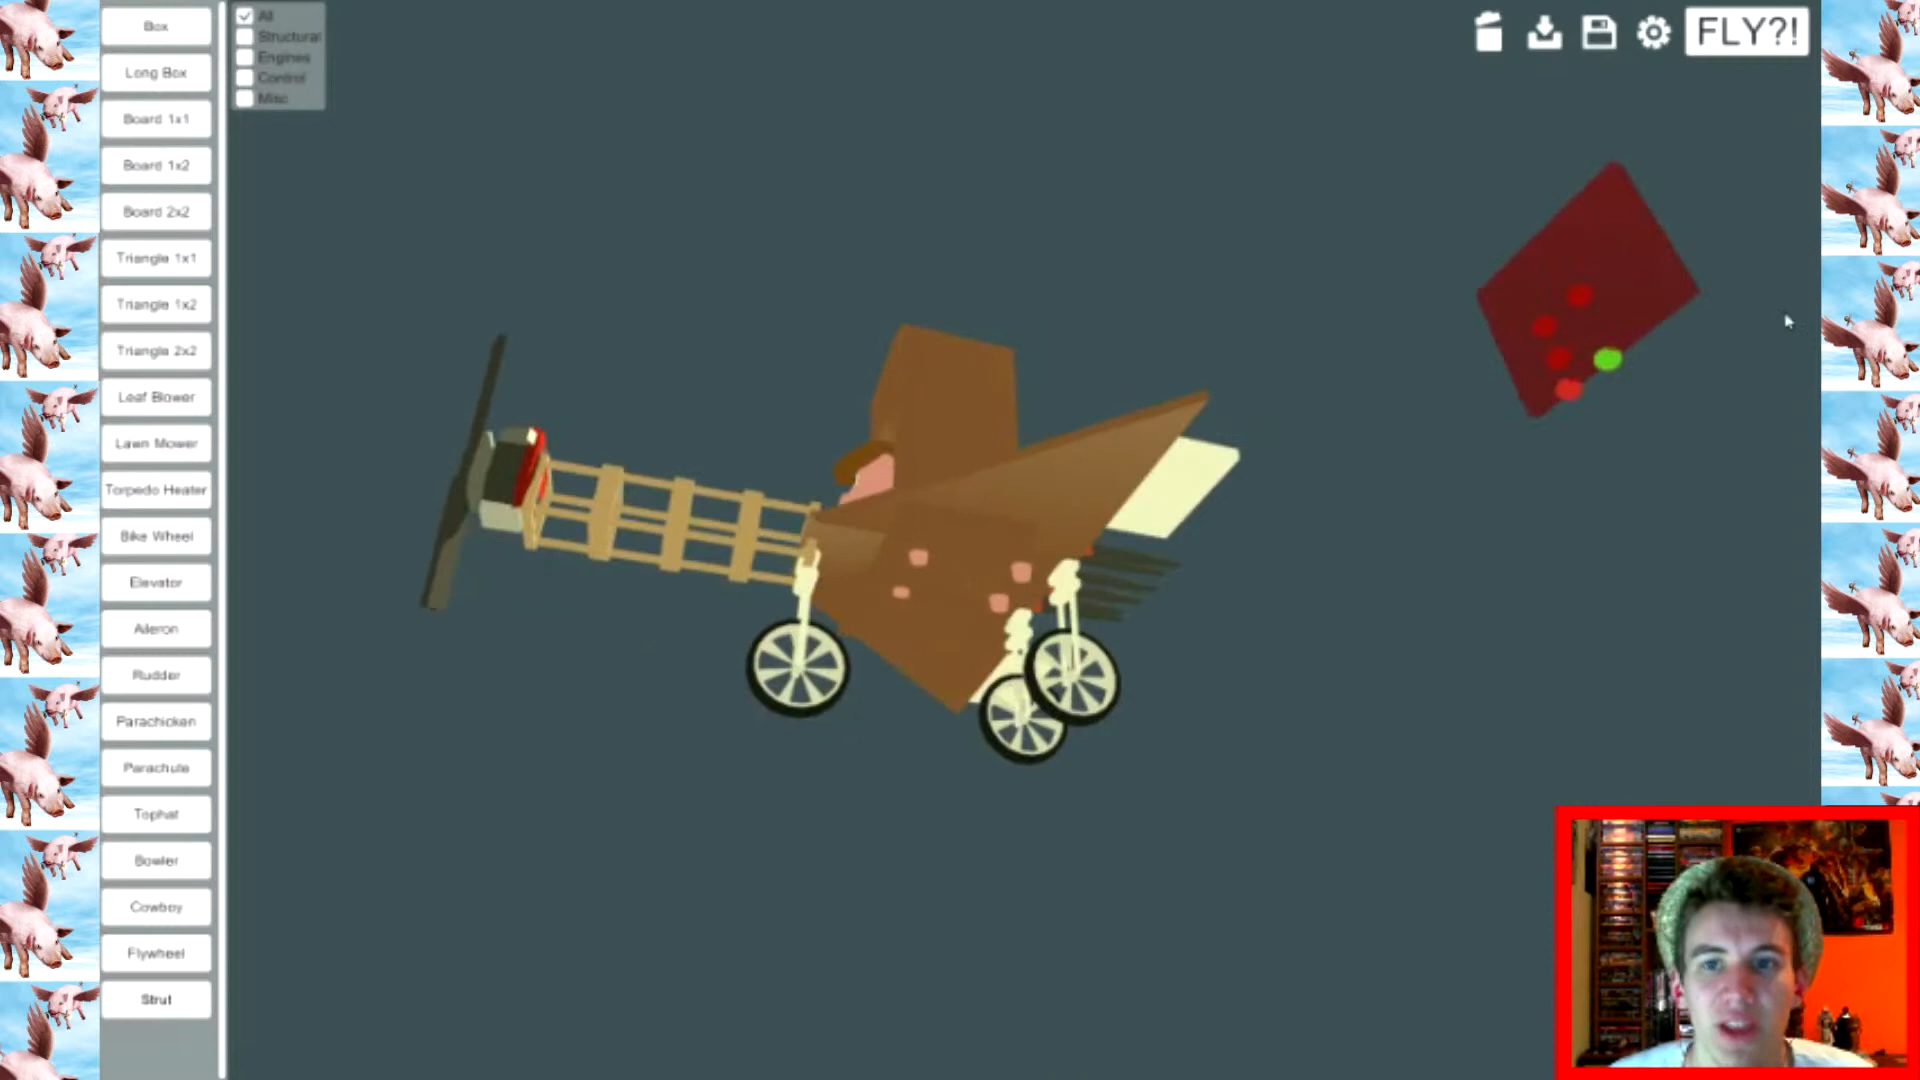 Box
Long Box
Board 1x1
Board 1x2
Board 2x2
Triangle 1x1
Triangle 1x2
Triangle 2x2
Leaf Blower
Lawn Mower
Torpedo Heater
Bike Wheel
Elevator
Aileron
Rudder
Parachicken
Parachute
Tophat
Bowler
Cowboy
Flywheel
Strut
All
Structural
Engines
Control
Misc
FLY?!